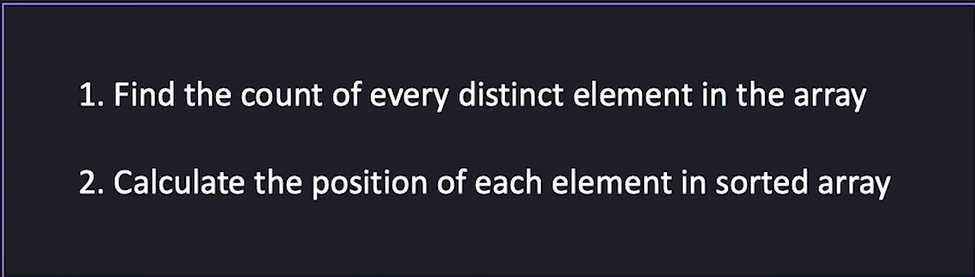 1. Find the count of every distinct element in the array
2. Calculate the position of each element in sorted array